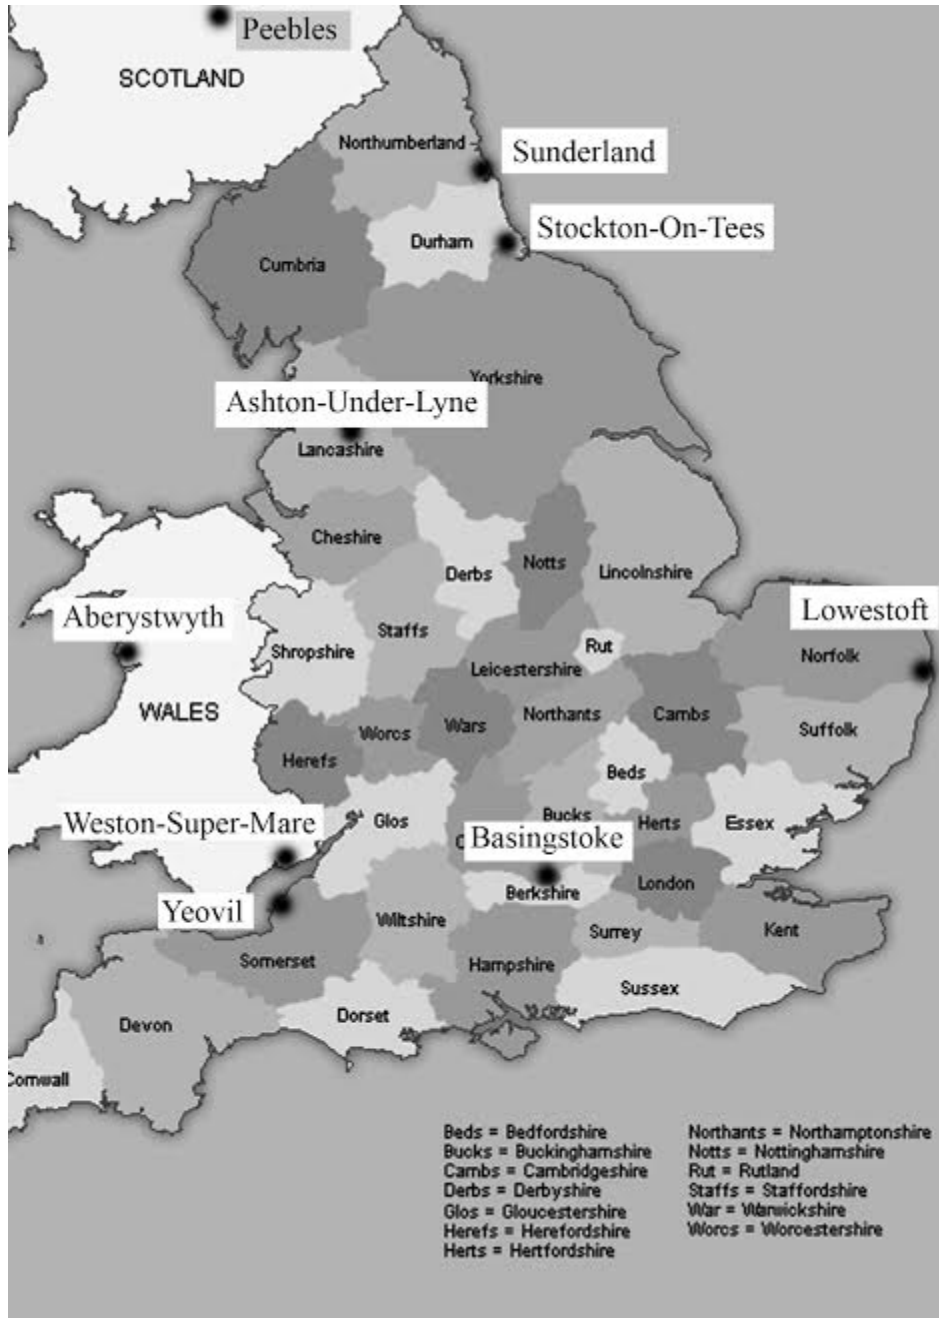 Peebles
SCOTLAND
Northumberland
Sunderland
Stockton-On-Tees
Durham
Cumbria
Yorkshire
Ashton-Under-Lyne
Lancashire
Cheshire
Derbs
Notts
Lincolnshire
Aberystwyth
Lowestoft
Shropshire
Staffs
Rut
Leicestershire
Norfolk
WALES
Herefs
Worcs
Wars
Northants
Cambs
Suffolk
Beds
Weston-Super-Mare
Glos
Bucks
Herts
Essex
Basingstoke
Berkshire
London
Yeovil
Wiltshire
Surrey
Kent
Somerset
Hampshire
Sussex
Devon
Dorset
Cornwall
Beds = Bedfordshire
Bucks = Buckinghamshire
Cambs = Cambridgeshire
Derbs = Derbyshire
Glos = Gloucestershire
Herefs = Herefordshire
Herts = Hertfordshire
Northants = Northamptonshire
Notts = Nottinghamshire
Rut = Rutland
Staffs = Staffordshire
War = Warwickshire
Worcs = Worcestershire